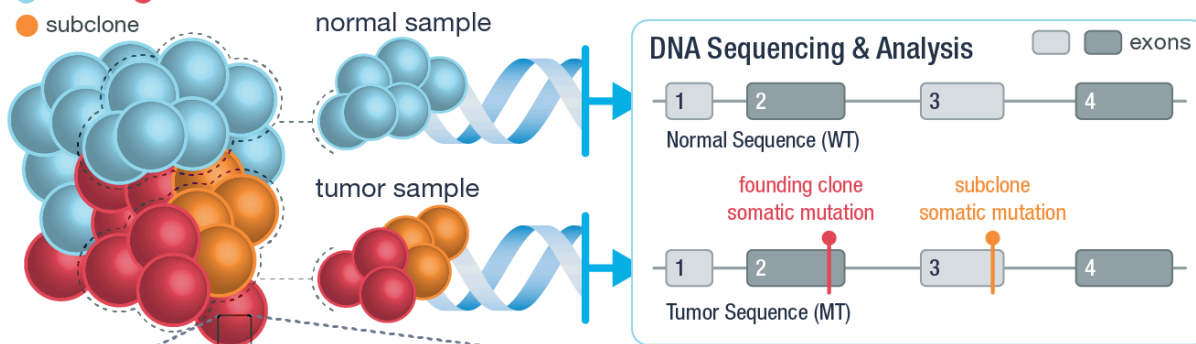 subclone
normal sample
tumor sample
DNA Sequencing & Analysis
exons
1 2 3 4
Normal Sequence (WT)
founding clone
somatic mutation
subclone
somatic mutation
1 2 3 4
Tumor Sequence (MT)